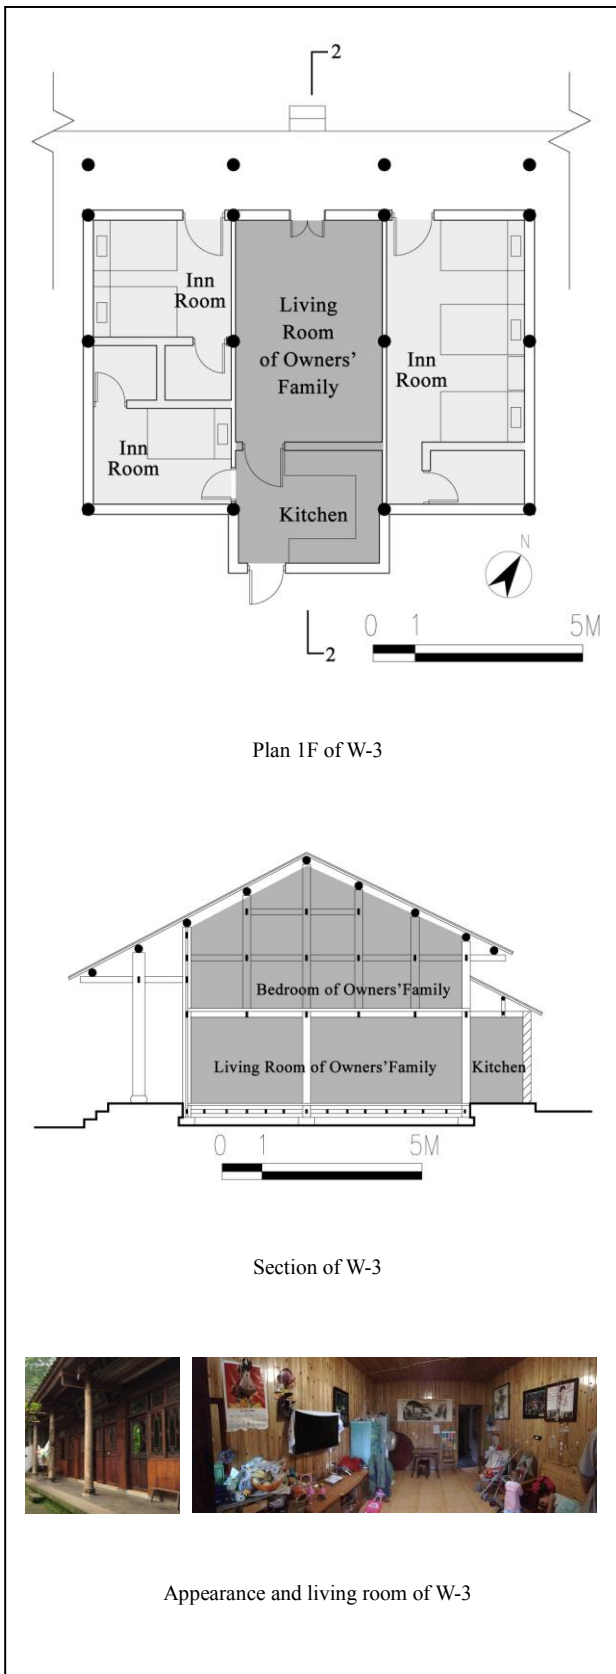 2
Inn
Room
Living
Room
of Owners'
Family
Inn
Room
Inn
Room
Kitchen
N
2
0 1 5M
Plan 1F of W-3
Bedroom of Owners'Family
Living Room of Owners'Family
Kitchen
0 1 5M
Section of W-3
Appearance and living room of W-3